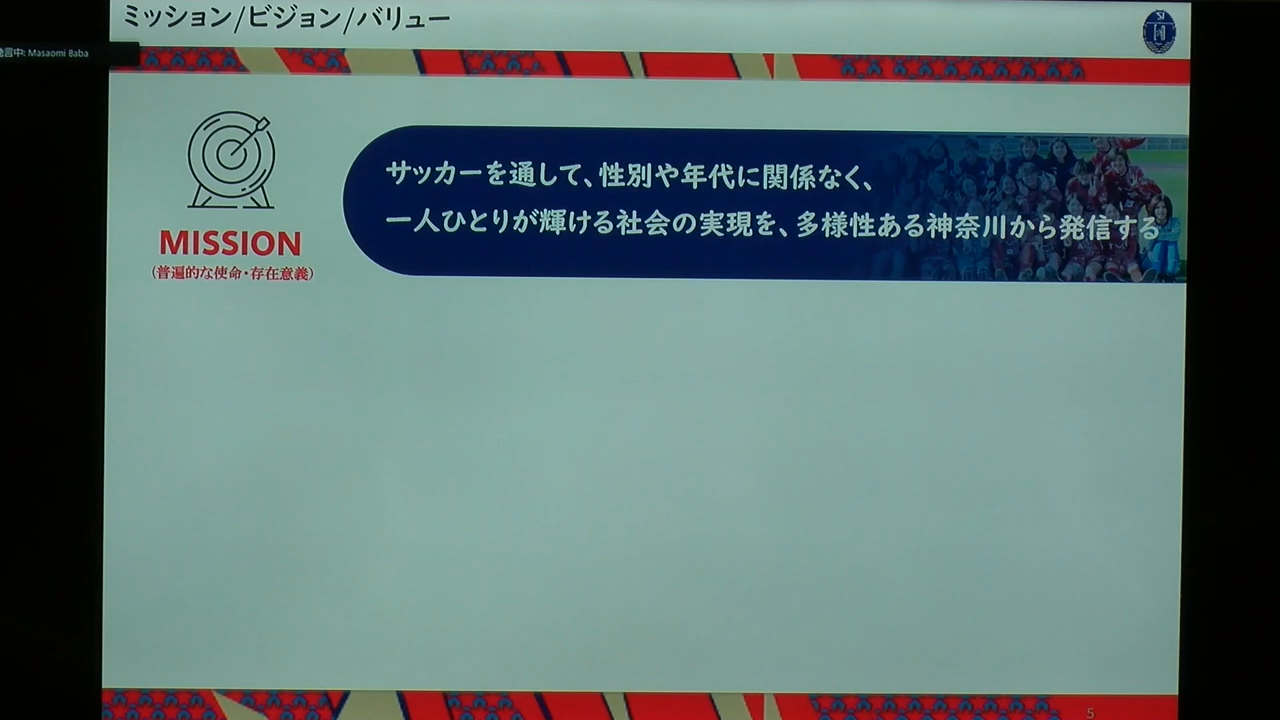 ミッション/ビジョン/バリュー
発言中: Masaomi Baba
サッカーを通して、性別や年代に関係なく、
一人ひとりが輝ける社会の実現を、多様性ある神奈川から発信する
MISSION
(普遍的な使命・存在意義)
5